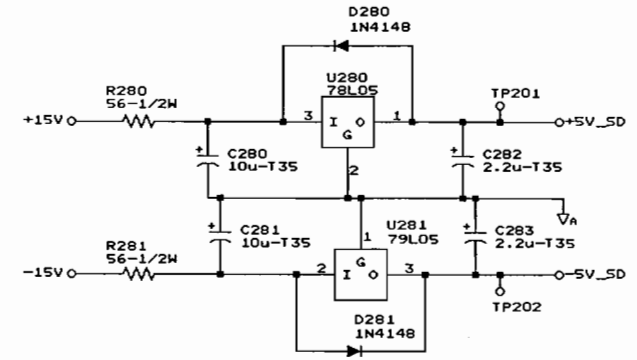 D280
1N4148
U280
78L05
R280
56-1/2W
TP201
+15V
3
I
O
1
+5V_SD
G
2
+
C280
10u-T35
+
C282
2.2u-T35
A
+
C281
10u-T35
1
U281
79L05
+
C283
2.2u-T35
R281
56-1/2W
G
-15V
2
I
O
3
-5V_SD
TP202
D281
1N4148